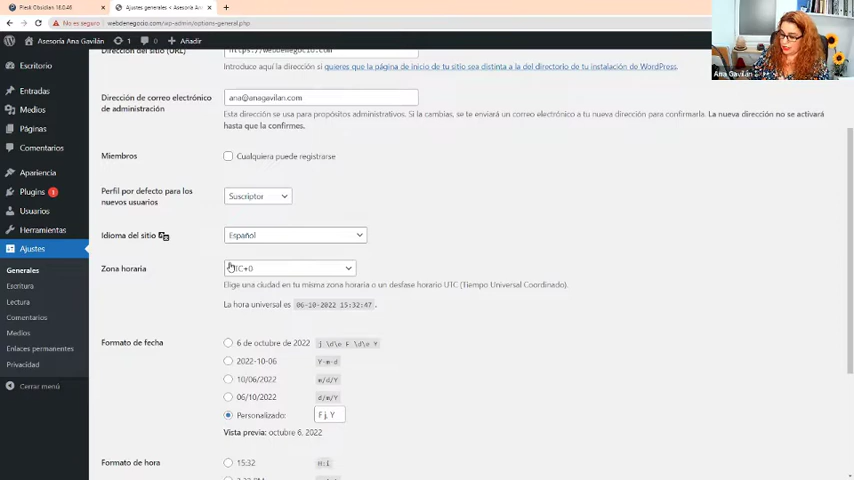 Plesk Obsidian 18.0.46
Ajustes generales ‹ Asesoría Ana G
No es seguro
webdenegocio.com/wp-admin/options-general.php
Asesoría Ana Gavilán
1
0
Añadir
Ana Gavilán
Escritorio
Entradas
Medios
Páginas
Comentarios
Apariencia
Plugins 1
Usuarios
Herramientas
Ajustes
Generales
Escritura
Lectura
Comentarios
Medios
Enlaces permanentes
Privacidad
Cerrar menú
Dirección del sitio (URL)
https://webdenegocio.com
Introduce aquí la dirección si quieres que la página de inicio de tu sitio sea distinta a la del directorio de tu instalación de WordPress.
Dirección de correo electrónico
de administración
ana@anagavilan.com
Esta dirección se usa para propósitos administrativos. Si la cambias, se te enviará un correo electrónico a tu nueva dirección para confirmarla. La nueva dirección no se activará
hasta que la confirmes.
Miembros
Cualquiera puede registrarse
Perfil por defecto para los
nuevos usuarios
Suscriptor
Idioma del sitio
Español
Zona horaria
UTC+0
Elige una ciudad en tu misma zona horaria o un desfase horario UTC (Tiempo Universal Coordinado).
La hora universal es 06-10-2022 15:32:47.
Formato de fecha
6 de octubre de 2022 j \d\e F \d\e Y
2022-10-06 Y-m-d
10/06/2022 m/d/Y
06/10/2022 d/m/Y
Personalizado: F j, Y
Vista previa: octubre 6, 2022
Formato de hora
15:32 H:i